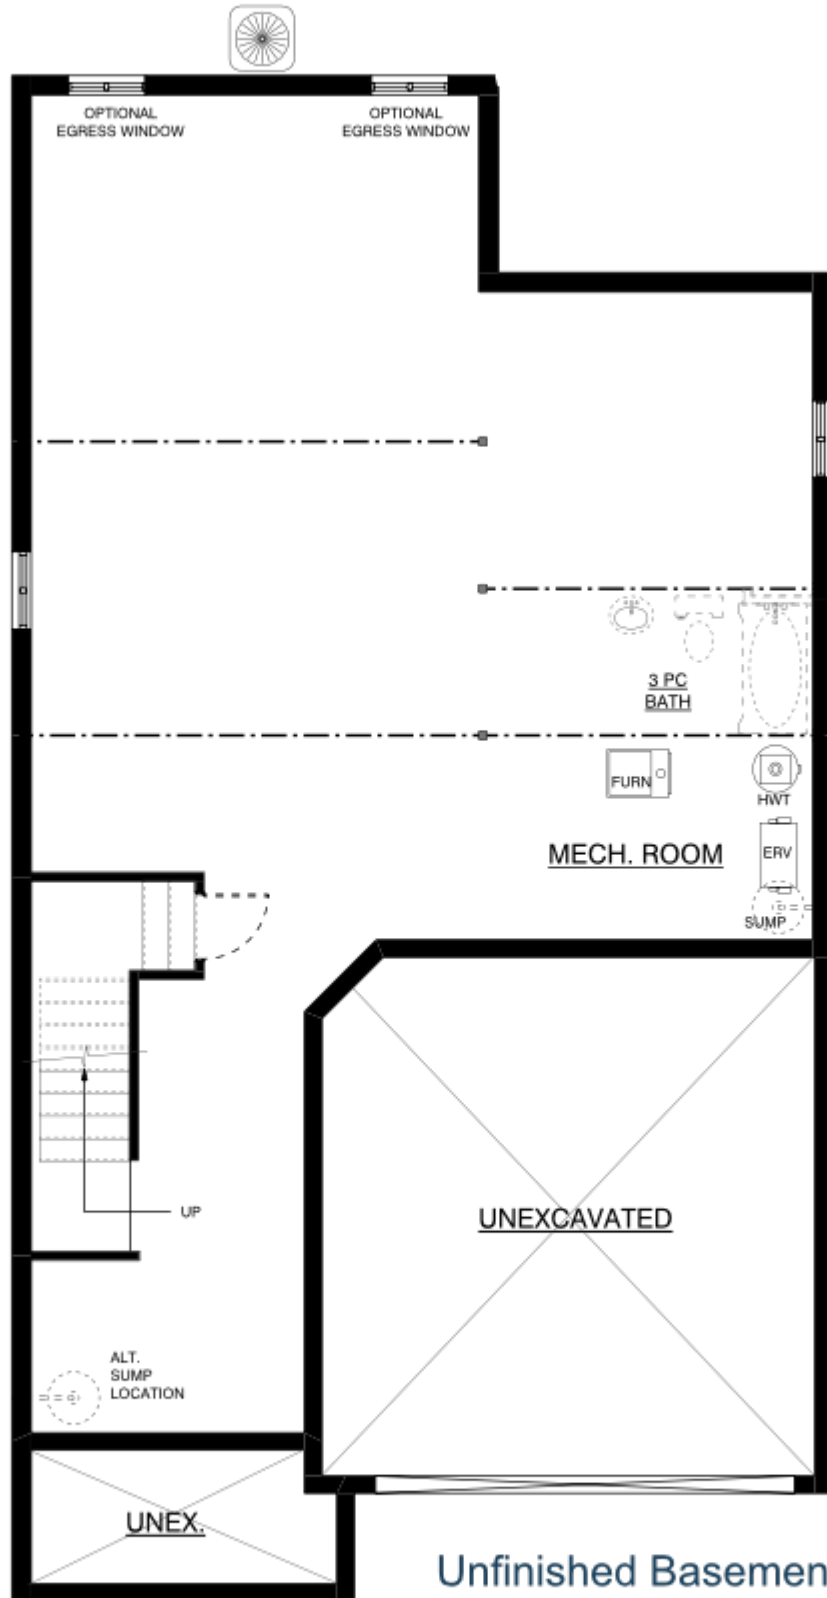 OPTIONAL
EGRESS WINDOW
OPTIONAL
EGRESS WINDOW
3 PC
BATH
FURN
HWT
MECH. ROOM
ERV
SUMP
UP
UNEXCAVATED
ALT.
SUMP
LOCATION
UNEX.
Unfinished Basemen